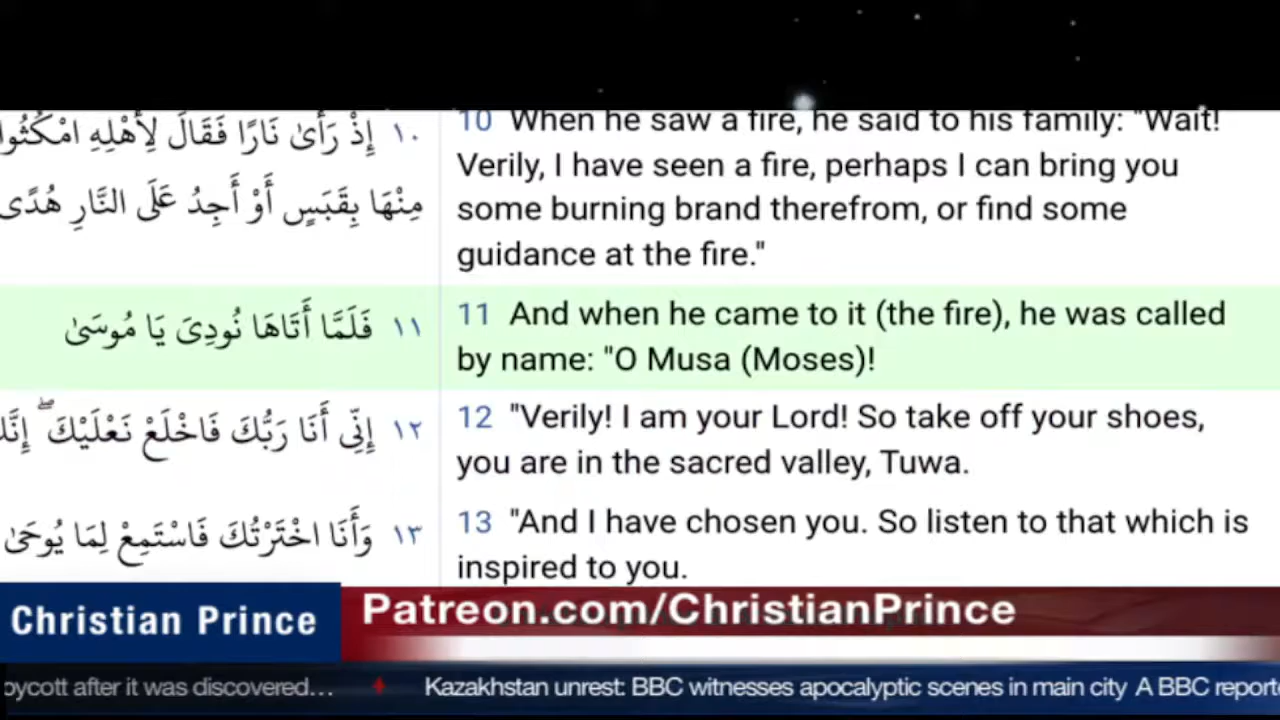 ١٠ إِذْ رَأَىٰ نَارًا فَقَالَ لِأَهْلِهِ امْكُثُوا
مِنْهَا بِقَبَسٍ أَوْ أَجِدُ عَلَى النَّارِ هُدًى
10 When he saw a fire, he said to his family: "Wait!
Verily, I have seen a fire, perhaps I can bring you
some burning brand therefrom, or find some
guidance at the fire."
١١ فَلَمَّا أَتَاهَا نُودِيَ يَا مُوسَىٰ
11 And when he came to it (the fire), he was called
by name: "O Musa (Moses)!
١٢ إِنِّي أَنَا رَبُّكَ فَاخْلَعْ نَعْلَيْكَ ۖ
12 "Verily! I am your Lord! So take off your shoes,
you are in the sacred valley, Tuwa.
١٣ وَأَنَا اخْتَرْتُكَ فَاسْتَمِعْ لِمَا يُوحَىٰ
13 "And I have chosen you. So listen to that which is
inspired to you.
Christian Prince
Patreon.com/ChristianPrince
after it was discovered... Kazakhstan unrest: BBC witnesses apocalyptic scenes in main city A BBC